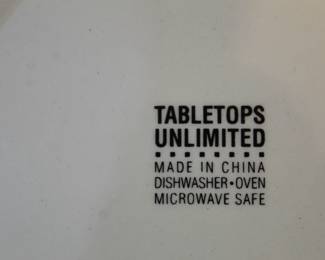 TABLETOPS
UNLIMITED
MADE IN CHINA
DISHWASHER•OVEN
MICROWAVE SAFE